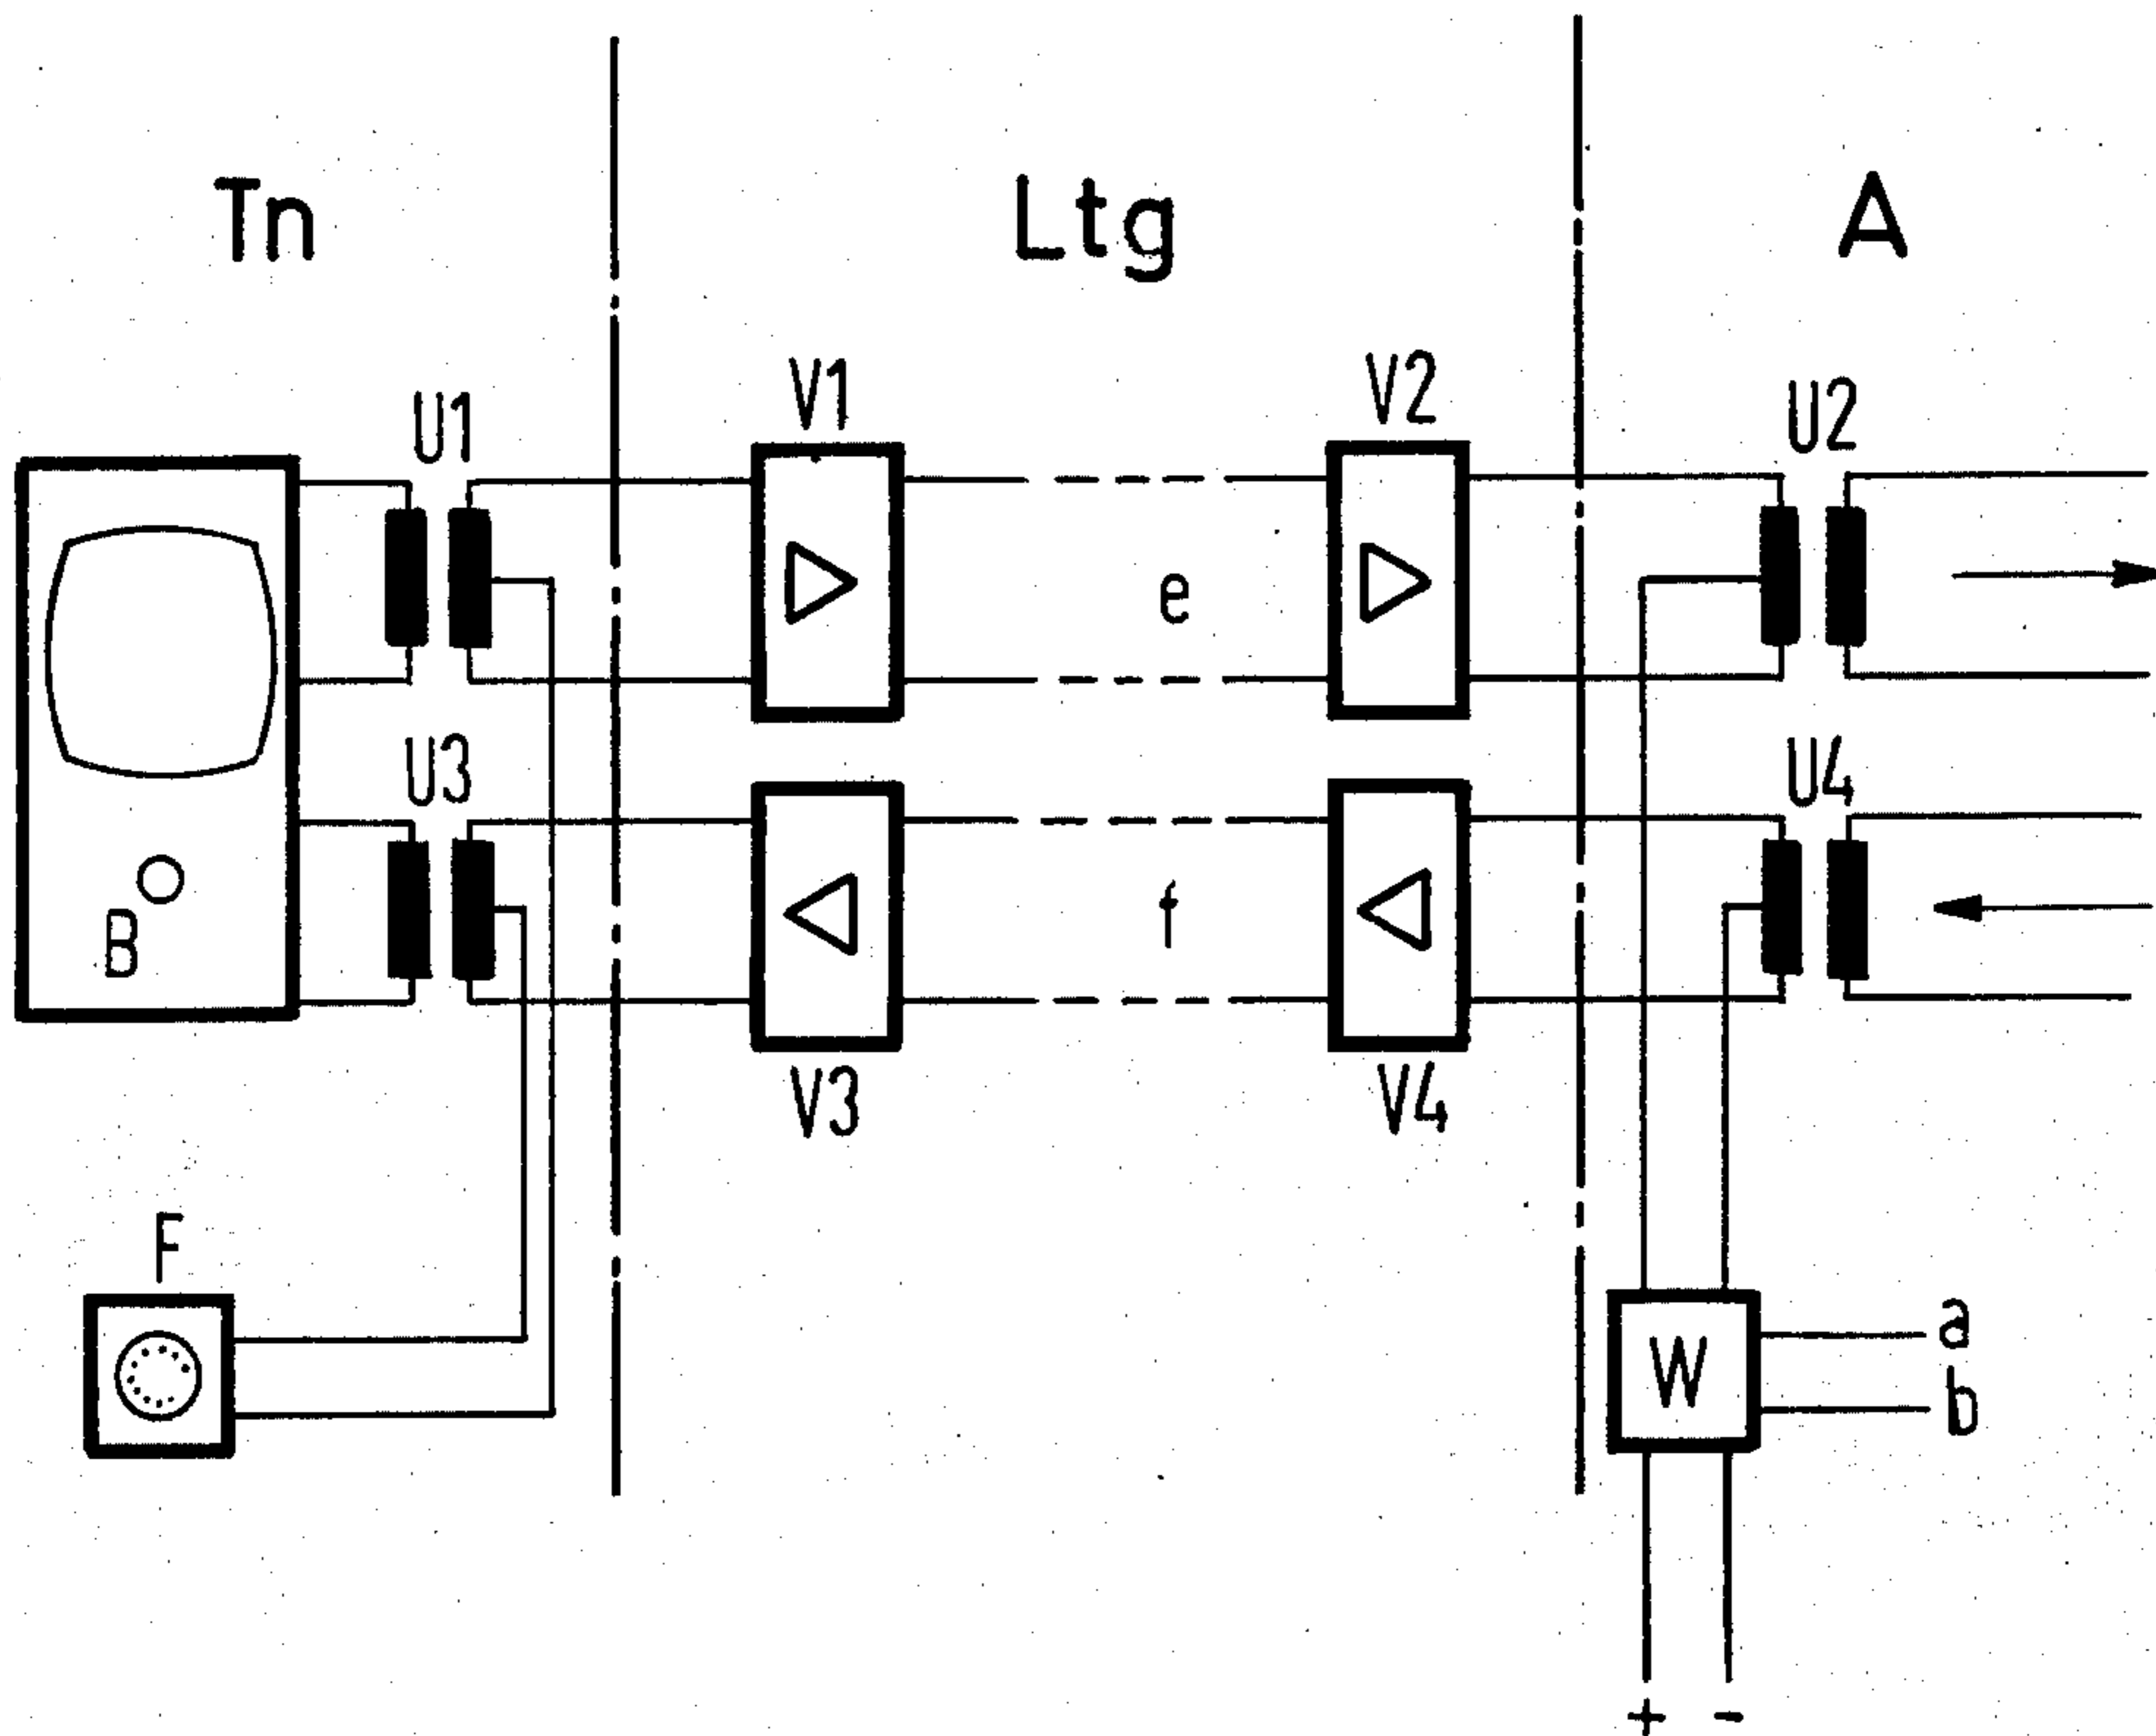 Tn Ltg A
V1 V2
U1 U2
U3 U4
e
B f
V3 V4
F
a
W
b
+ -